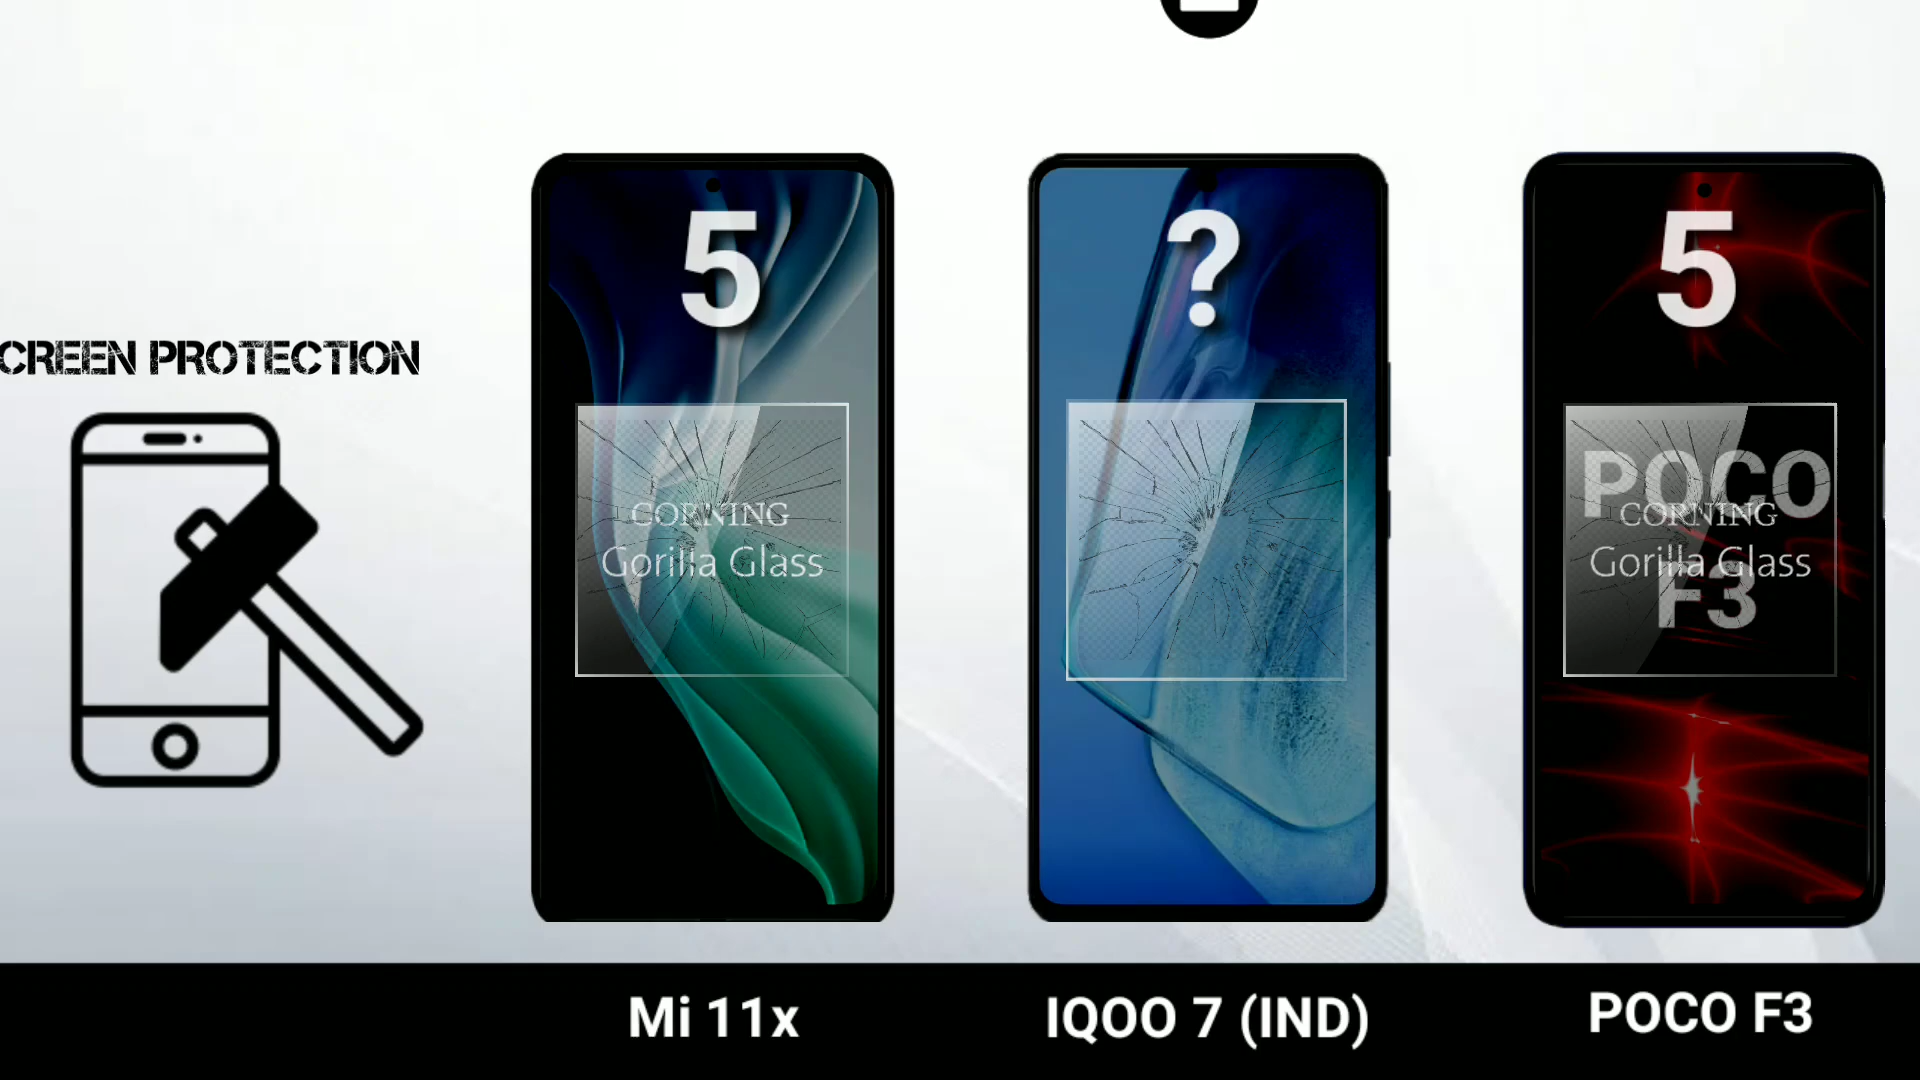 CREEN PROTECTION
5
CORNING
Gorilla Glass
?
5
POCO
CORNING
Gorilla Glass
F3
Mi 11x
IQOO 7 (IND)
POCO F3